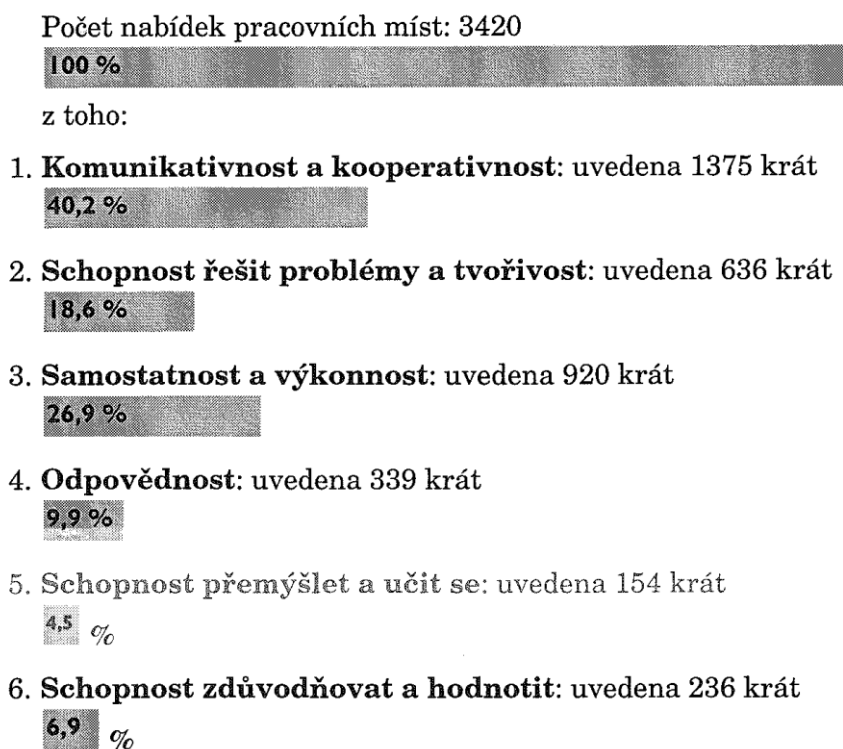 Počet nabídek pracovních míst: 3420
100 %
z toho:
1. Komunikativnost a kooperativnost: uvedena 1375 krát
40,2 %
2. Schopnost řešit problémy a tvořivost: uvedena 636 krát
18,6 %
3. Samostatnost a výkonnost: uvedena 920 krát
26,9 %
4. Odpovědnost: uvedena 339 krát
9,9 %
5. Schopnost přemýšlet a učit se: uvedena 154 krát
4,5 %
6. Schopnost zdůvodňovat a hodnotit: uvedena 236 krát
6,9 %